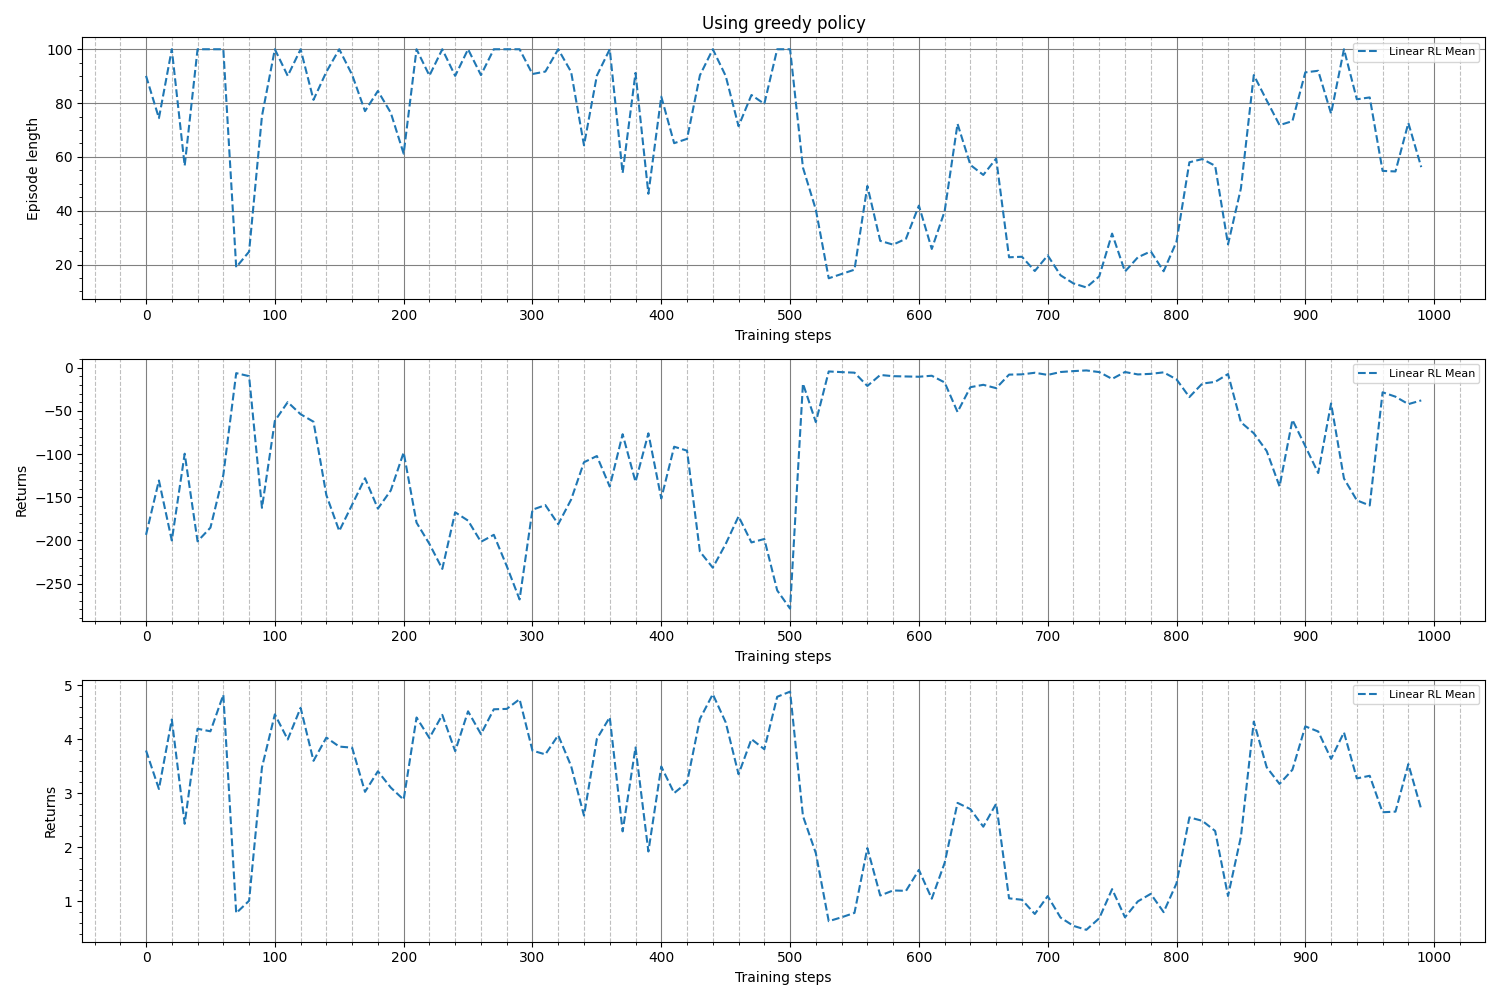 Using greedy policy
Episode length
100
80
60
40
20
Linear RL Mean
0 100 200 300 400 500 600 700 800 900 1000
Training steps
Returns
0
−50
−100
−150
−200
−250
Linear RL Mean
0 100 200 300 400 500 600 700 800 900 1000
Training steps
Returns
5
4
3
2
1
Linear RL Mean
0 100 200 300 400 500 600 700 800 900 1000
Training steps